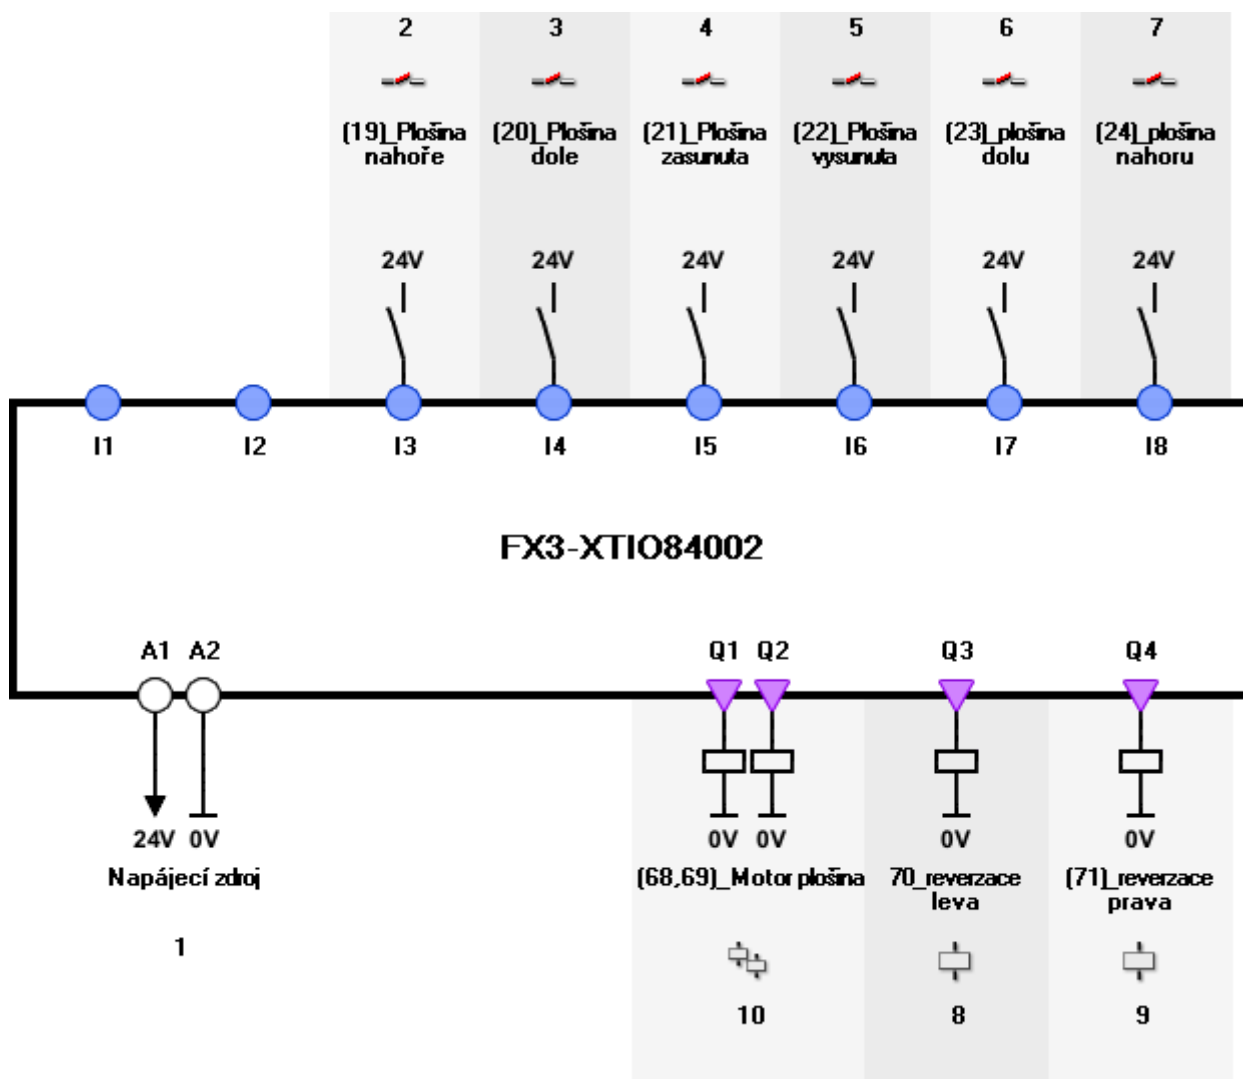 2 3 4 5 6 7
(19)_Plošina (20)_Plošina (21)_Plošina (22)_Plošina (23)_plošina (24)_plošina
nahoře dole zasunuta vysunuta dolu nahoru
24V 24V 24V 24V 24V 24V
I1 I2 I3 I4 I5 I6 I7 I8
FX3-XTIO84002
A1 A2 Q1 Q2 Q3 Q4
24V 0V 0V 0V 0V 0V
Napájecí zdroj (68,69)_Motor plošina 70_reverzace (71)_reverzace
leva prava
1
10 8 9